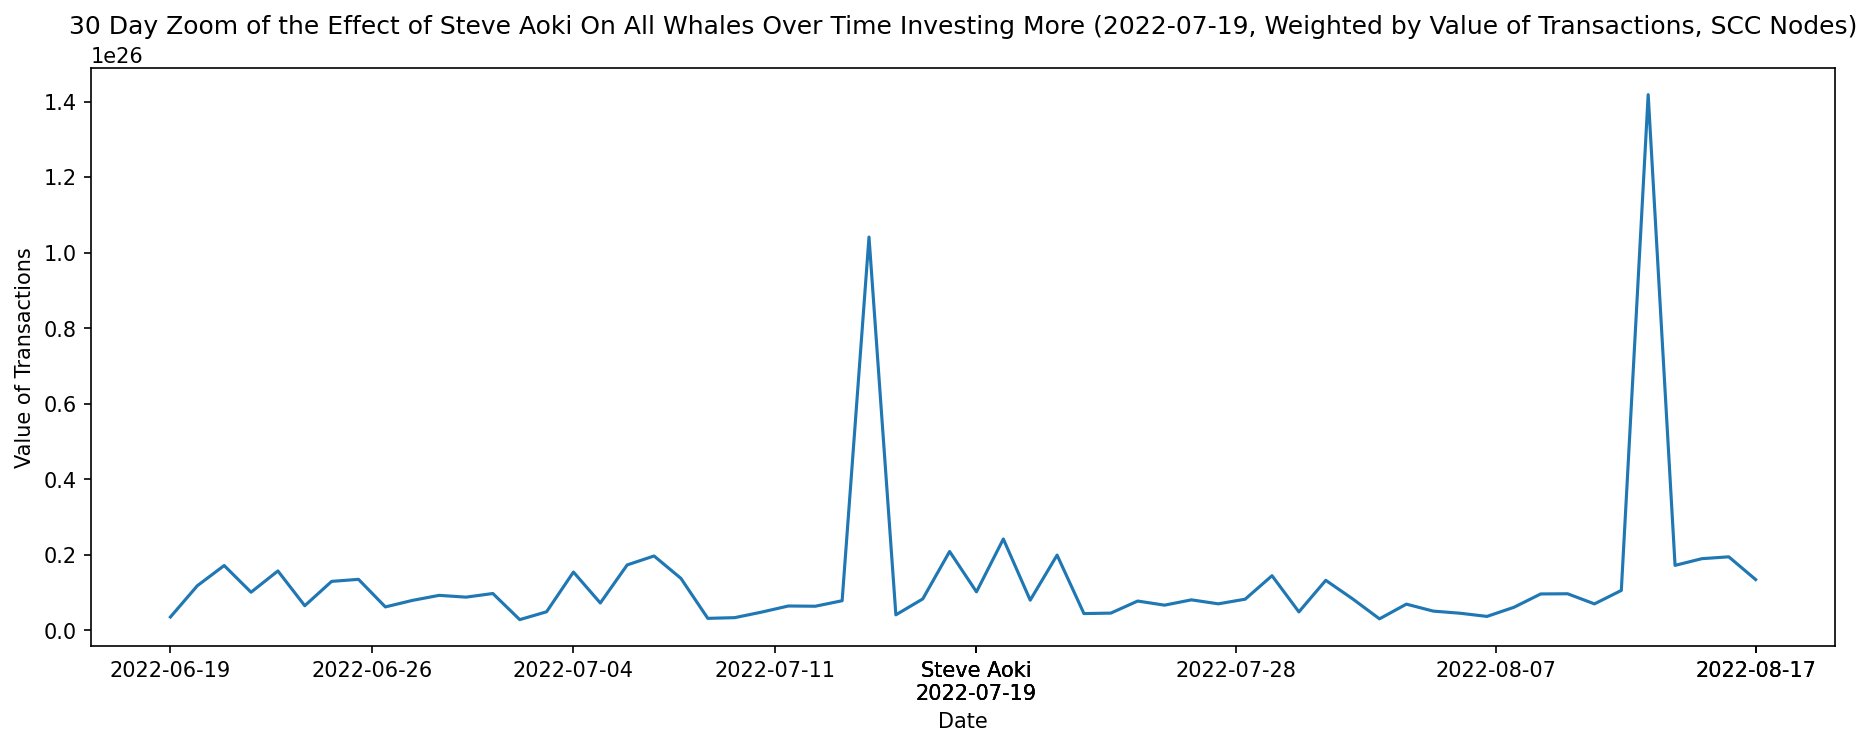 30 Day Zoom of the Effect of Steve Aoki On All Whales Over Time Investing More (2022-07-19, Weighted by Value of Transactions, SCC Nodes)
1e26
1.4
1.2
1.0
0.8
0.6
0.4
0.2
0.0
Value of Transactions
2022-06-19 2022-06-26 2022-07-04 2022-07-11 Steve Aoki 2022-07-28 2022-08-07 2022-08-17
2022-07-19
Date